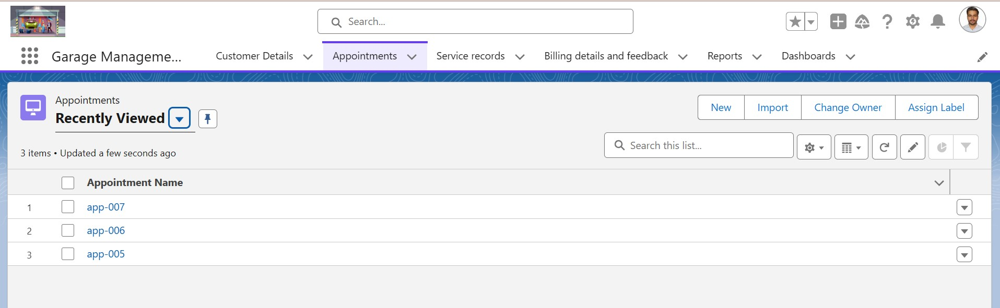 Search...
Garage Manageme...
Customer Details
Appointments
Service records
Billing details and feedback
Reports
Dashboards
Appointments
Recently Viewed
New
Import
Change Owner
Assign Label
3 items • Updated a few seconds ago
Search this list...
Appointment Name
1 app-007
2 app-006
3 app-005